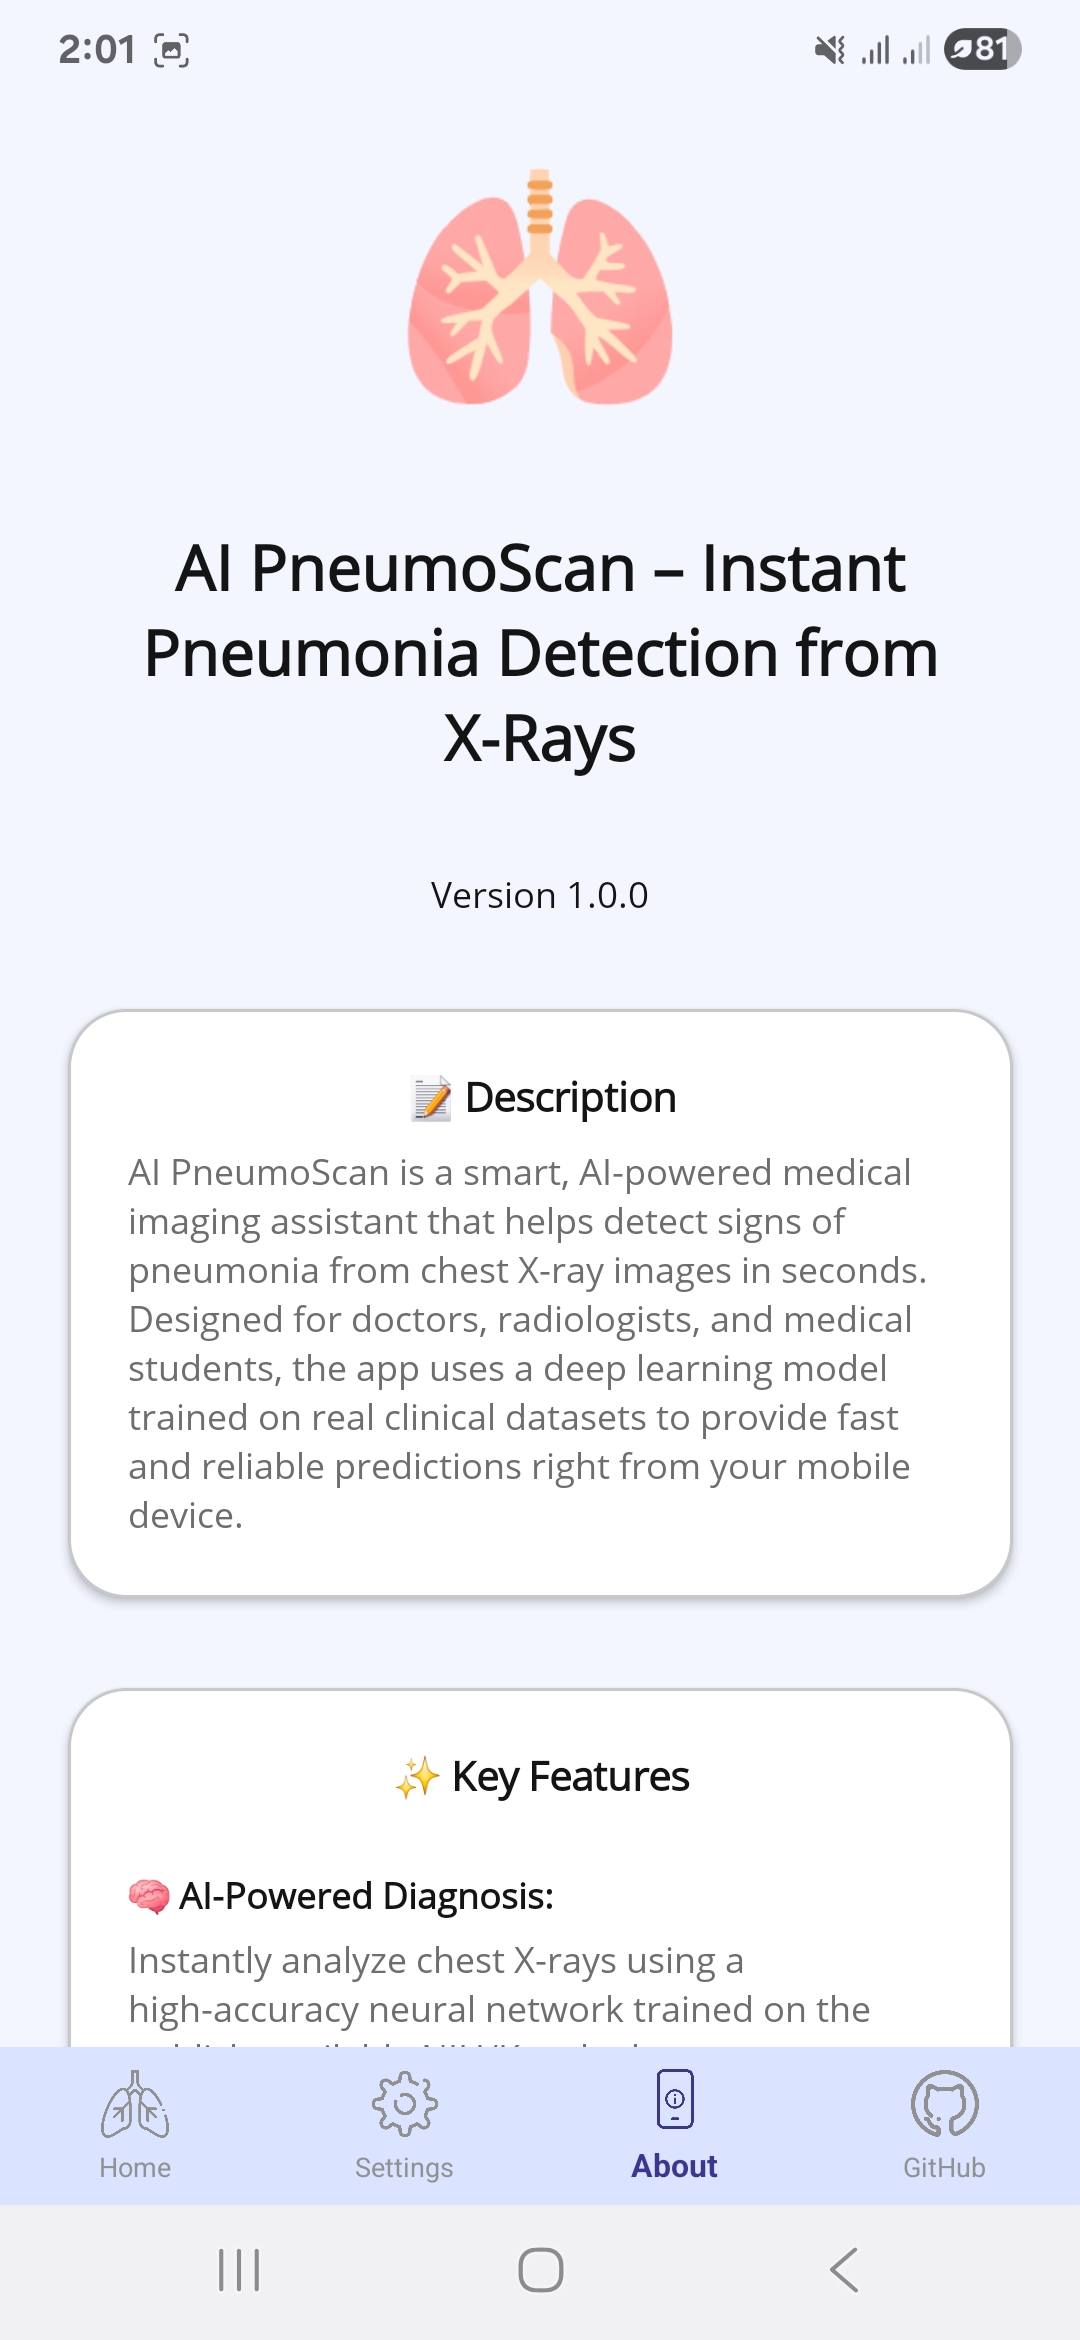 2:01
81
AI PneumoScan – Instant
Pneumonia Detection from
X-Rays
Version 1.0.0
📝 Description
AI PneumoScan is a smart, AI-powered medical
imaging assistant that helps detect signs of
pneumonia from chest X-ray images in seconds.
Designed for doctors, radiologists, and medical
students, the app uses a deep learning model
trained on real clinical datasets to provide fast
and reliable predictions right from your mobile
device.
✨ Key Features
🧠 AI-Powered Diagnosis:
Instantly analyze chest X-rays using a
high-accuracy neural network trained on the
Home
Settings
About
GitHub